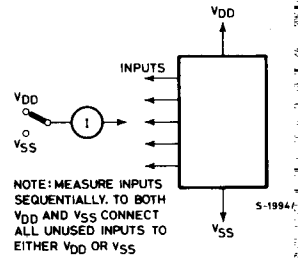 VDD
INPUTS
VDD
I
VSS
NOTE: MEASURE INPUTS
SEQUENTIALLY. TO BOTH
VDD AND VSS CONNECT
ALL UNUSED INPUTS TO
EITHER VDD OR VSS
S-1994/
VSS